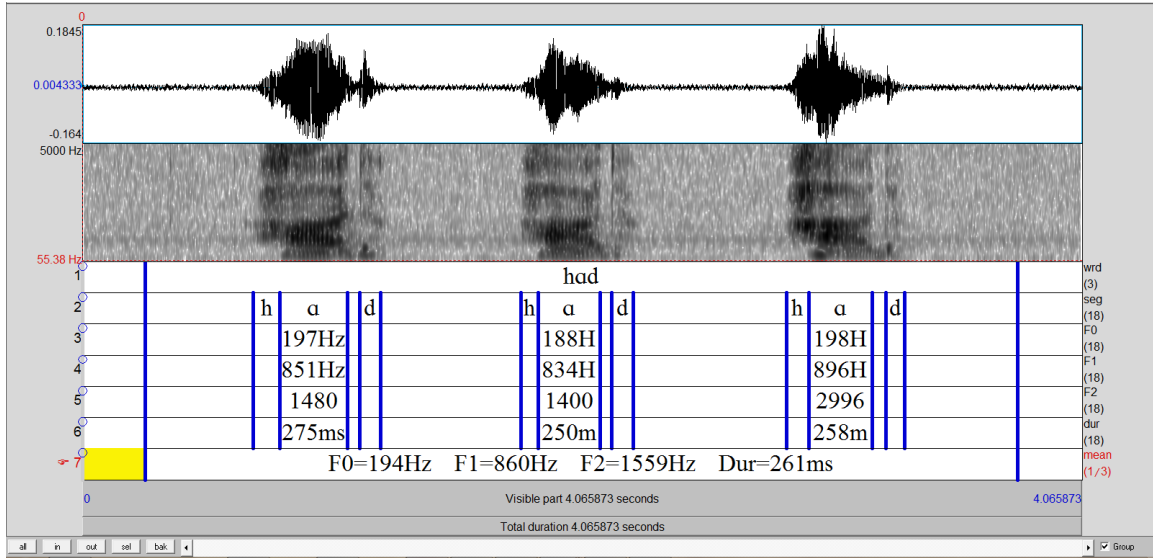 0
0.1845
0.004333
-0.164
5000 Hz
55.38 Hz
1 had wrd (3)
2 h ɑ d h ɑ d h ɑ d seg (18)
3 197Hz 188H 198H F0 (18)
4 851Hz 834H 896H F1 (18)
5 1480 1400 2996 F2 (18)
6 275ms 250m 258m dur (18)
7 F0=194Hz F1=860Hz F2=1559Hz Dur=261ms mean (1/3)
0 Visible part 4.065873 seconds 4.065873
Total duration 4.065873 seconds
all in out sel bak Group